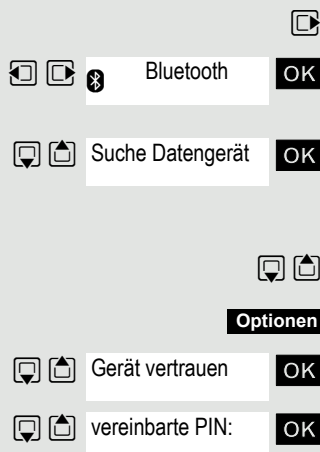 Bluetooth OK
Suche Datengerät OK
Optionen
Gerät vertrauen OK
vereinbarte PIN: OK